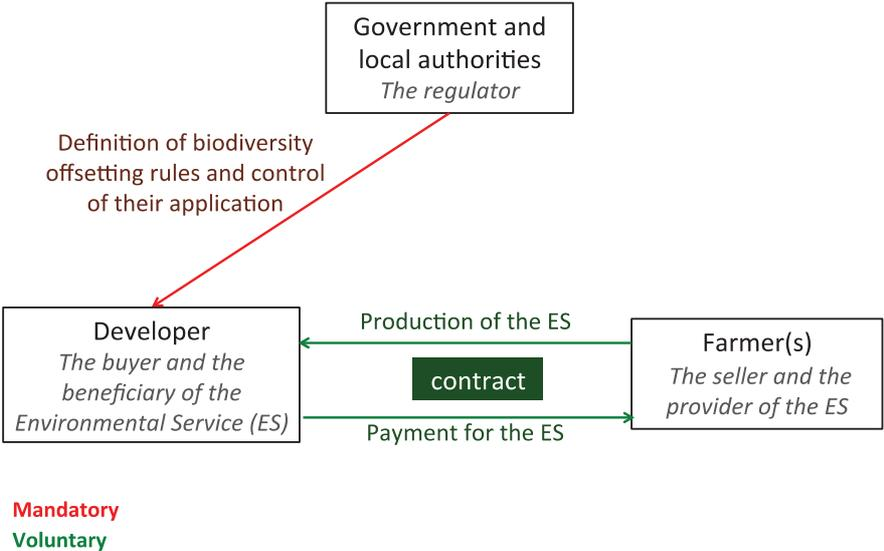 Government and
local authorities
The regulator
Definition of biodiversity
offsetting rules and control
of their application
Developer
The buyer and the
beneficiary of the
Environmental Service (ES)
Production of the ES
contract
Payment for the ES
Farmer(s)
The seller and the
provider of the ES
Mandatory
Voluntary